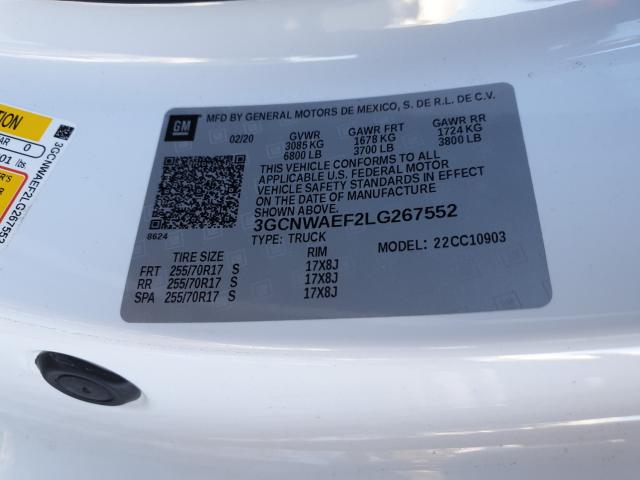 MFD BY GENERAL MOTORS DE MEXICO, S. DE R.L. DE C.V.
GM
02/20 GVWR GAWR FRT GAWR RR
3085 KG 1678 KG 1724 KG
6800 LB 3700 LB 3800 LB
THIS VEHICLE CONFORMS TO ALL
APPLICABLE U.S. FEDERAL MOTOR
VEHICLE SAFETY STANDARDS IN EFFECT
ON THE DATE OF MANUFACTURE
SHOWN ABOVE.
3GCNWAEF2LG267552
8624
TYPE: TRUCK MODEL: 22CC10903
TIRE SIZE RIM
FRT 255/70R17 S 17X8J
RR 255/70R17 S 17X8J
SPA 255/70R17 S 17X8J
3GCNWAEF2LG267552
0
lbs.